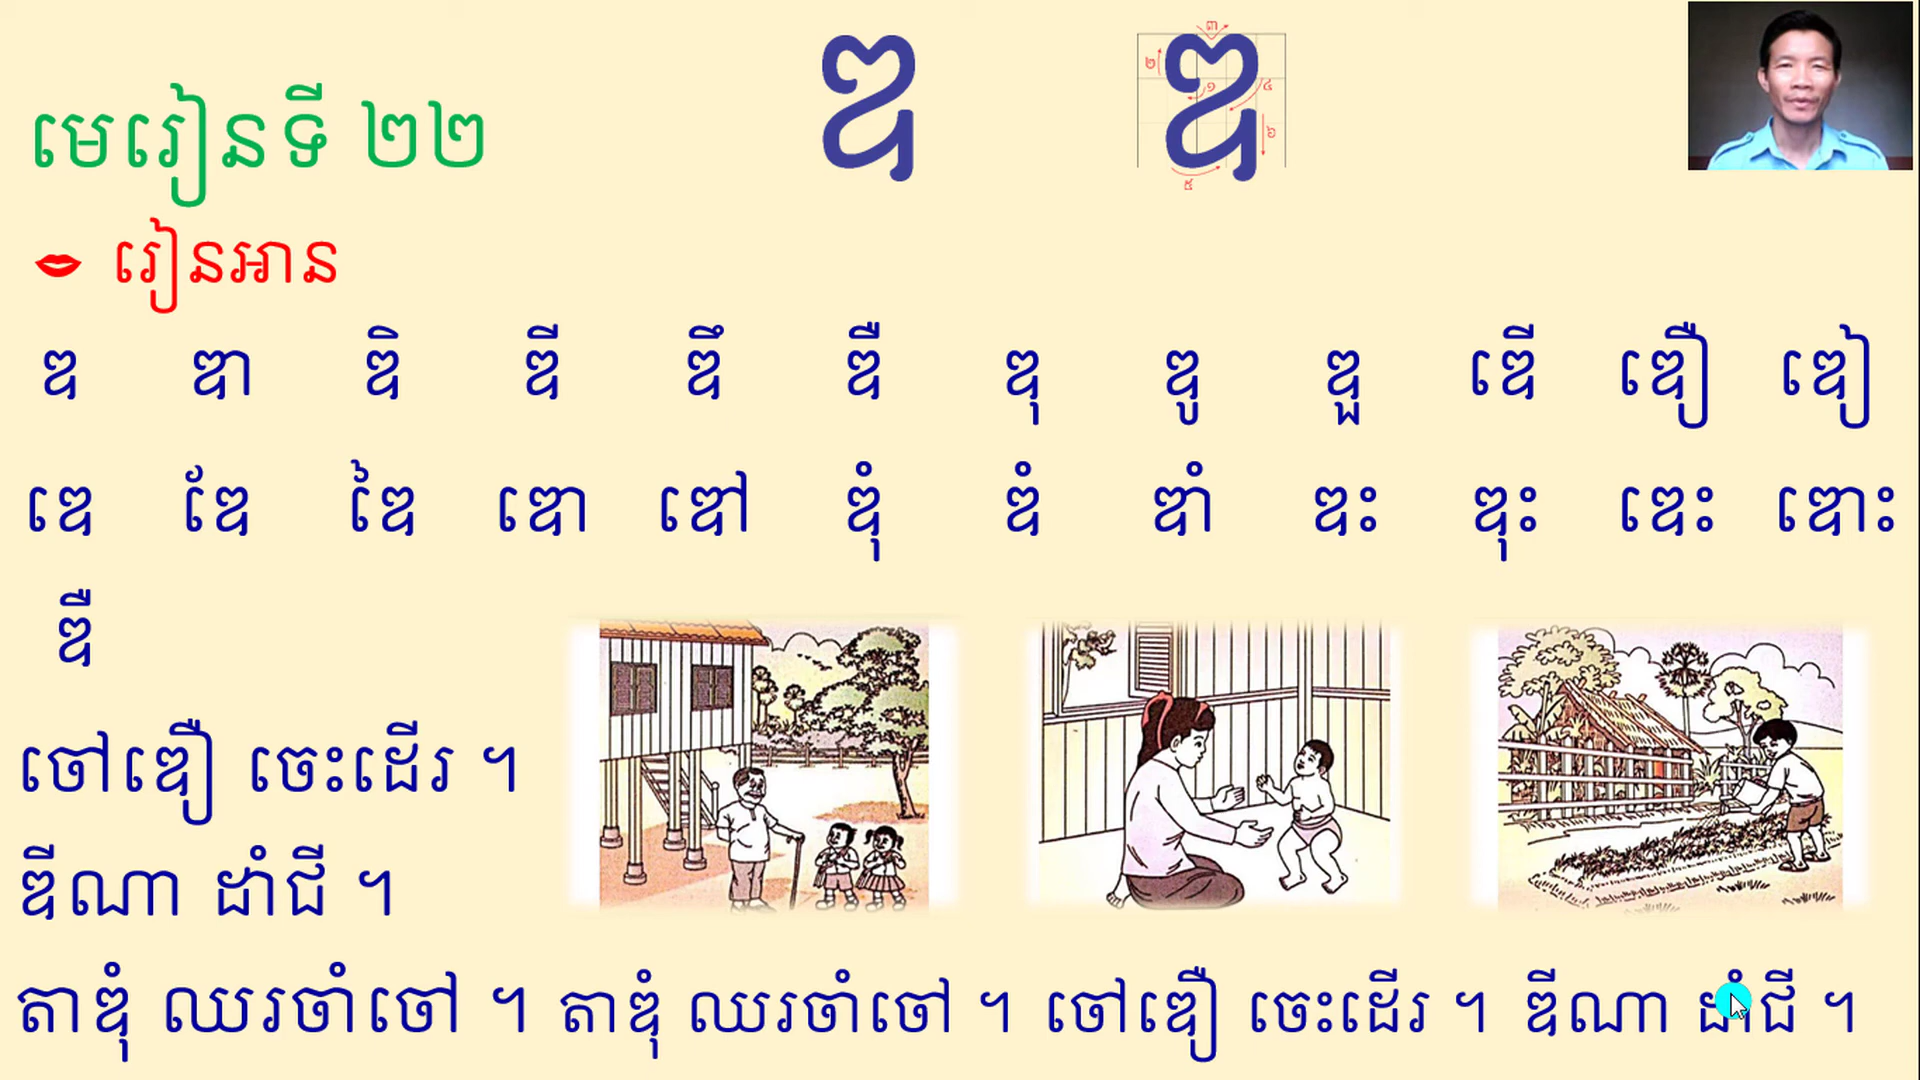 ឌ ឌ
មេរៀនទី ២២
រៀនអាន
ឌ ឌា ឌិ ឌី ឌឹ ឌឺ ឌុ ឌូ ឌួ ឌើ ឌឿ ឌៀ
ឌេ ឌែ ឌៃ ឌោ ឌៅ ឌុំ ឌំ ឌាំ ឌះ ឌុះ ឌេះ ឌោះ
ឌឺ
ចៅឌឿ ចេះដើរ ។
ឌីណា ដាំជី ។
តាឌុំ ឈរចាំចៅ ។ តាឌុំ ឈរចាំចៅ ។ ចៅឌឿ ចេះដើរ ។ ឌីណា ដាំជី ។